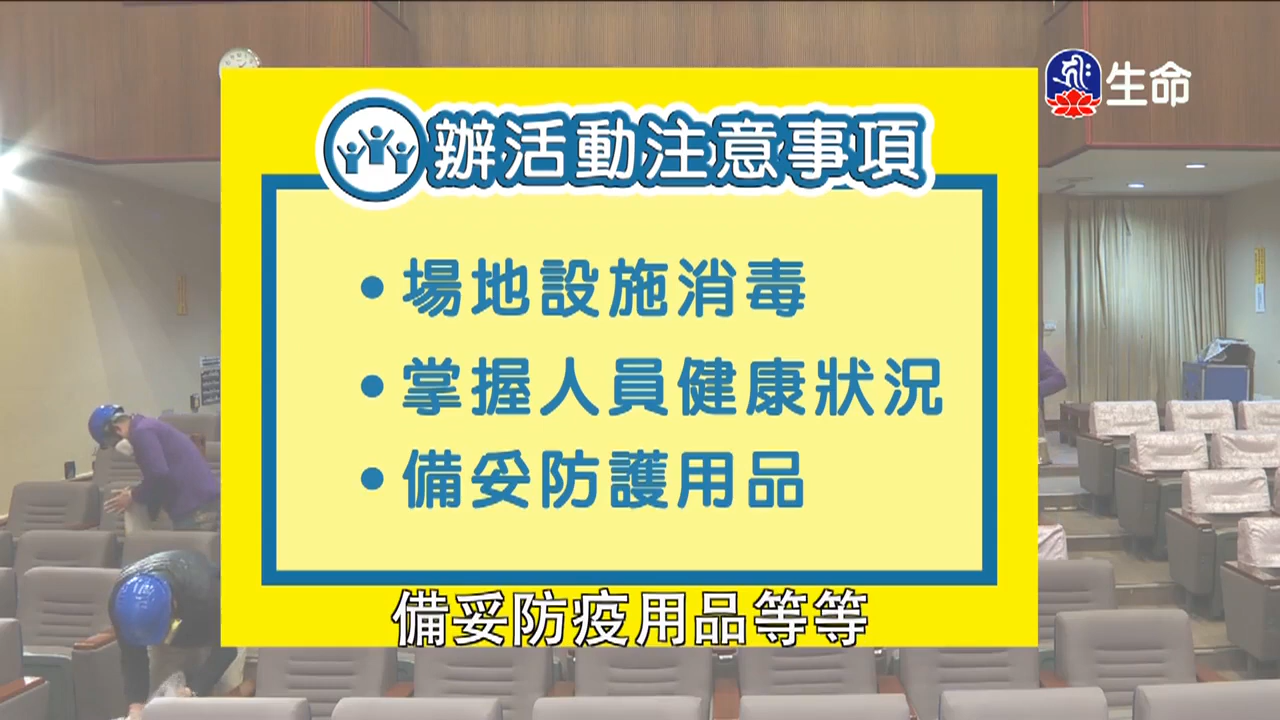 生命
辦活動注意事項
• 場地設施消毒
• 掌握人員健康狀況
• 備妥防護用品
備妥防疫用品等等